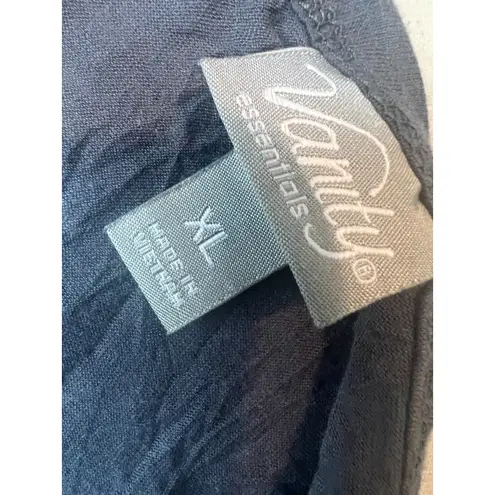 Vanity®
essentials
XL
MADE IN
VIETNAM